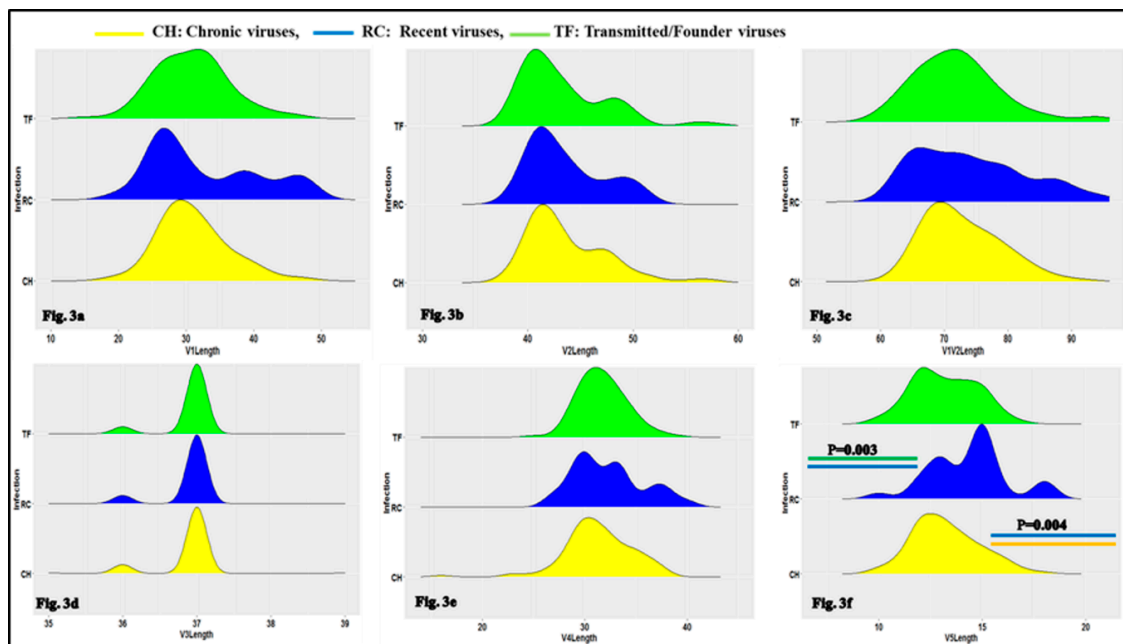 CH: Chronic viruses, RC: Recent viruses, TF: Transmitted/Founder viruses
TF
RC
CH
Infection
Fig. 3a
10 20 30 40 50
V1Length
TF
RC
CH
Infection
Fig. 3b
30 40 50 60
V2Length
TF
RC
CH
Infection
Fig. 3c
50 60 70 80 90
V1V2Length
TF
RC
CH
Infection
Fig. 3d
35 36 37 38 39
V3Length
TF
RC
CH
Infection
Fig. 3e
20 30 40
V4Length
TF
P=0.003
RC
P=0.004
CH
Infection
Fig. 3f
10 15 20
V5Length